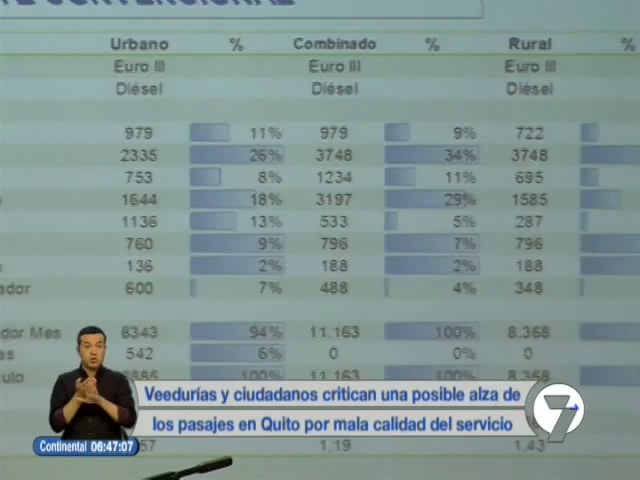 Urbano % Combinado % Rural %
Euro III Euro III Euro III
Diésel Diésel Diésel
979 11% 979 9% 722
2335 26% 3748 34% 3748
753 8% 1234 11% 695
1644 18% 3197 29% 1585
1136 13% 533 5% 287
760 9% 796 7% 796
136 2% 188 2% 188
ador 600 7% 488 4% 348
dor Mes 8343 94% 11.163 100% 8.368
es 542 6% 0 0% 0
ulo 100% 11.163 100% 8.368
Veedurías y ciudadanos critican una posible alza de
los pasajes en Quito por mala calidad del servicio
7
Continental 06:47:07
1,19 1,43